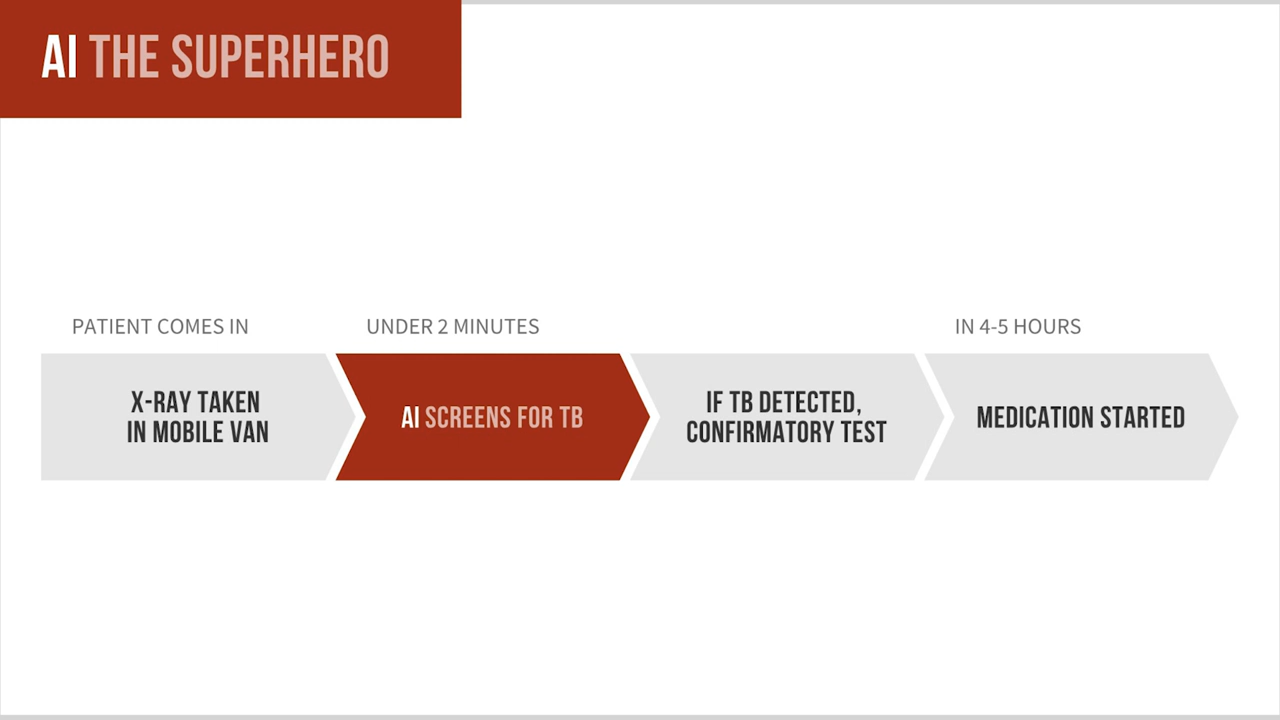 AI THE SUPERHERO
PATIENT COMES IN
X-RAY TAKEN
IN MOBILE VAN
UNDER 2 MINUTES
AI SCREENS FOR TB
IF TB DETECTED,
CONFIRMATORY TEST
IN 4-5 HOURS
MEDICATION STARTED